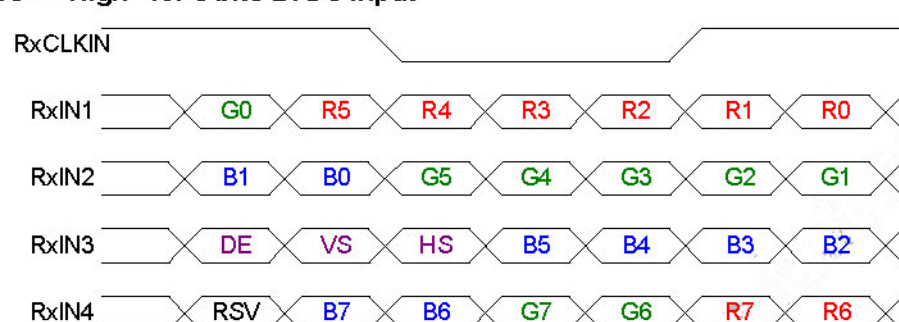 RxCLKIN
RxIN1 G0 R5 R4 R3 R2 R1 R0
RxIN2 B1 B0 G5 G4 G3 G2 G1
RxIN3 DE VS HS B5 B4 B3 B2
RxIN4 RSV B7 B6 G7 G6 R7 R6